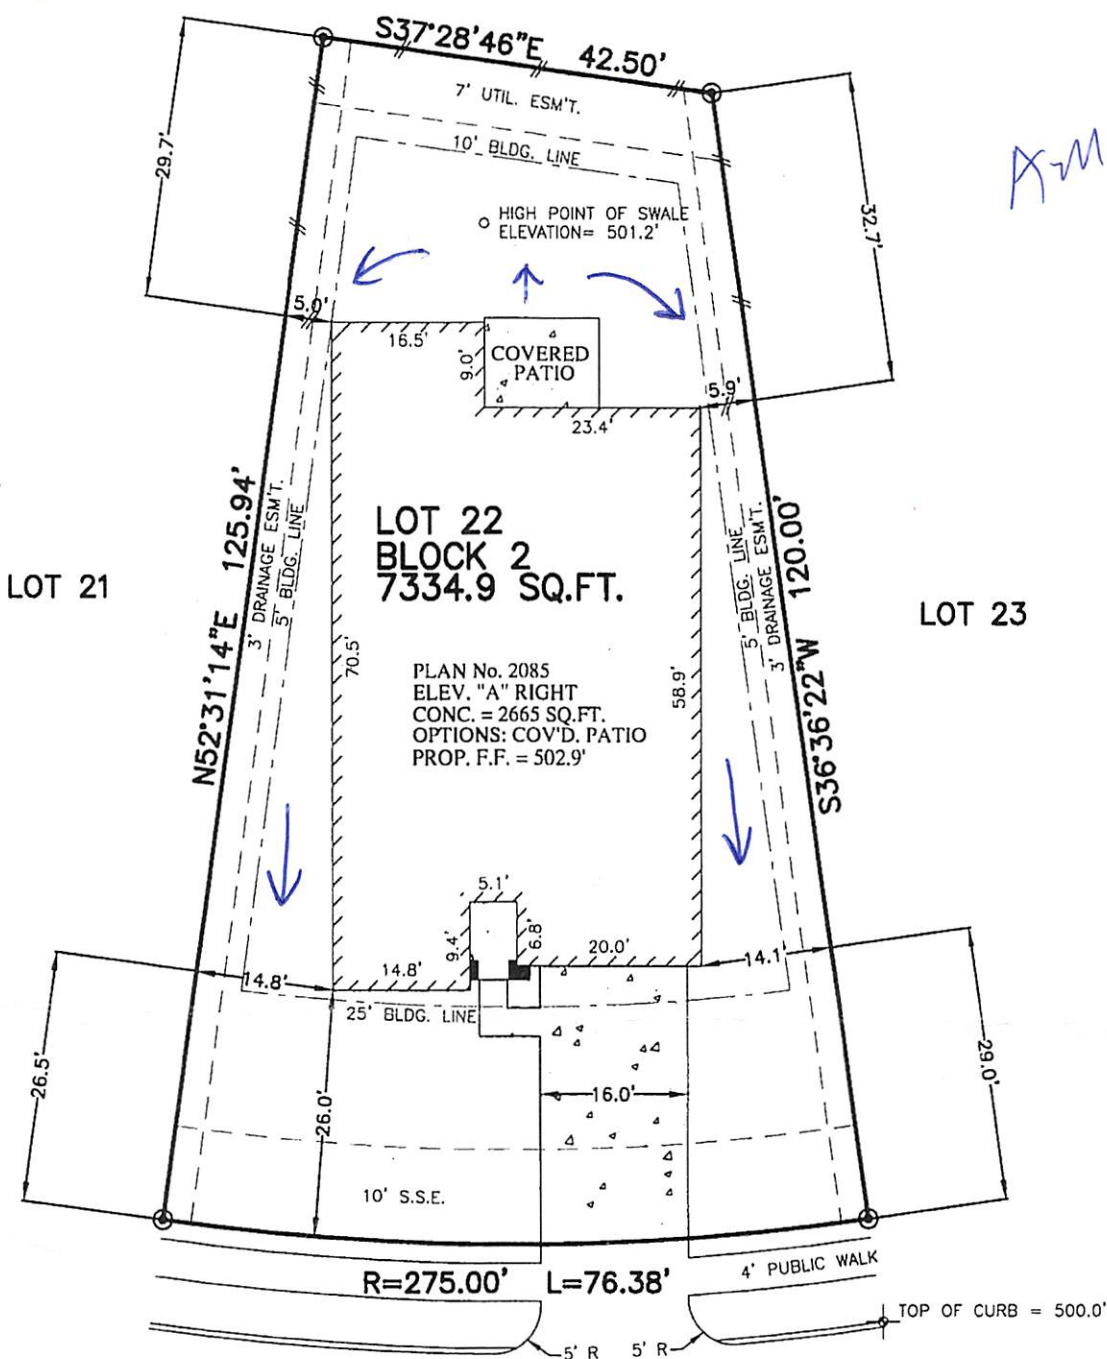 S37°28'46"E 42.50'
7' UTIL. ESM'T.
10' BLDG. LINE
29.7'
32.7'
HIGH POINT OF SWALE
ELEVATION= 501.2'
5.0'
16.5'
9.0'
COVERED
PATIO
5.9'
23.4'
N52°31'14"E 125.94'
3' DRAINAGE ESM'T.
5' BLDG. LINE
LOT 21
LOT 22
BLOCK 2
7334.9 SQ.FT.
5' BLDG. LINE
3' DRAINAGE ESM'T.
S36°36'22"W 120.00'
LOT 23
70.5'
58.9'
PLAN No. 2085
ELEV. "A" RIGHT
CONC. = 2665 SQ.FT.
OPTIONS: COV'D. PATIO
PROP. F.F. = 502.9'
5.1'
9.4'
6.8'
14.8'
14.8'
20.0'
14.1'
25' BLDG. LINE
26.5'
26.0'
16.0'
29.0'
10' S.S.E.
R=275.00' L=76.38'
4' PUBLIC WALK
TOP OF CURB = 500.0'
5' R
5' R